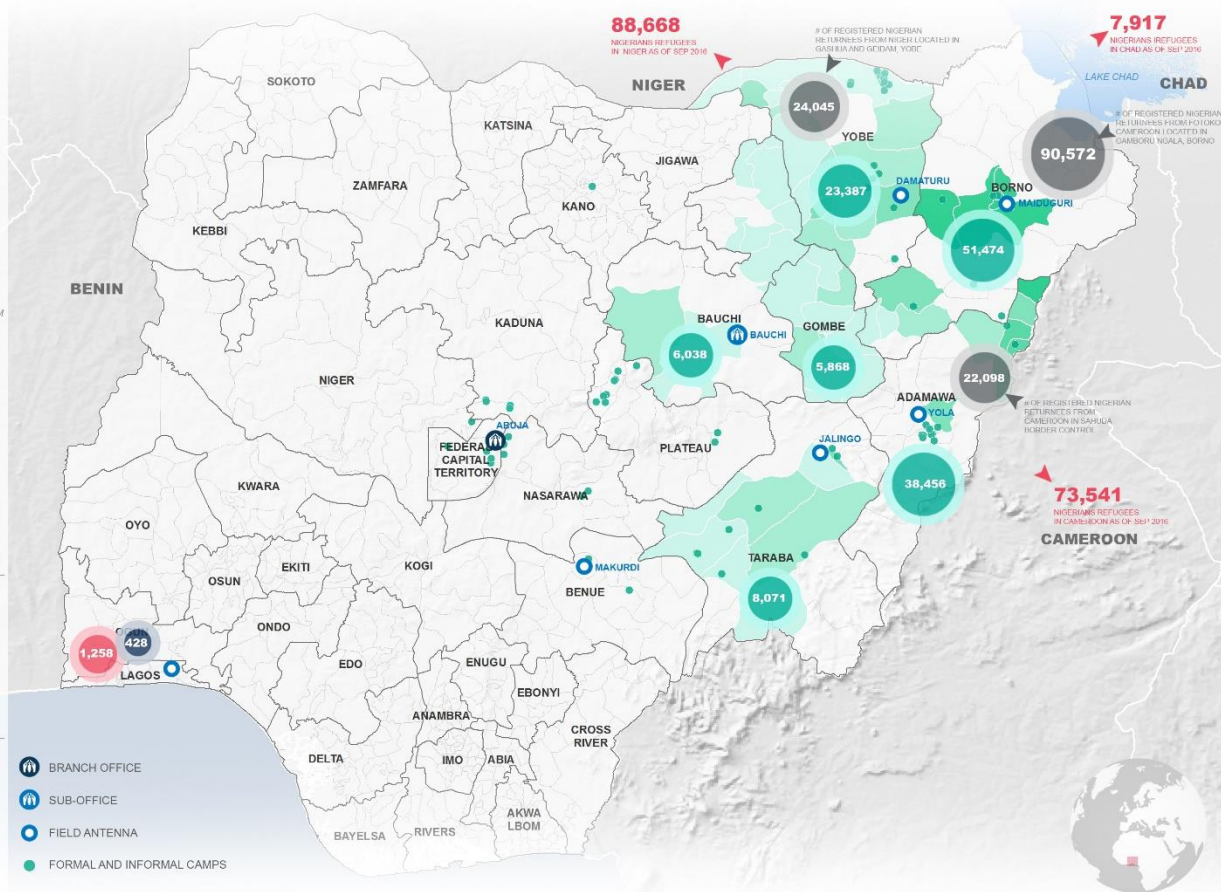 88,668
NIGERIANS REFUGEES
IN NIGER AS OF SEP 2016
# OF REGISTERED NIGERIAN
RETURNEES FROM NIGER LOCATED IN
GASHUA AND GEIDAM, YOBE
7,917
NIGERIANS REFUGEES
IN CHAD AS OF SEP 2016
LAKE CHAD
CHAD
NIGER
SOKOTO
24,045
# OF REGISTERED NIGERIAN
RETURNEES FROM FOTOKO
CAMEROON LOCATED IN
GAMBORU NGALA, BORNO
KATSINA
YOBE
90,572
JIGAWA
ZAMFARA
KANO
23,387
DAMATURU
BORNO
MAIDUGURI
KEBBI
51,474
BENIN
KADUNA
BAUCHI
BAUCHI
GOMBE
6,038
5,868
NIGER
22,098
# OF REGISTERED NIGERIAN
RETURNEES FROM
CAMEROON IN SAHUDA
BORDER CONTROL
ADAMAWA
YOLA
ABUJA
FEDERAL
CAPITAL
TERRITORY
PLATEAU
JALINGO
38,456
KWARA
NASARAWA
73,541
NIGERIANS REFUGEES
IN CAMEROON AS OF SEP 2016
CAMEROON
OYO
OSUN
EKITI
KOGI
MAKURDI
BENUE
TARABA
8,071
ONDO
OGUN
428
1,258
LAGOS
EDO
ENUGU
EBONYI
ANAMBRA
CROSS
RIVER
DELTA
IMO
ABIA
AKWA
LBOM
BAYELSA
RIVERS
BRANCH OFFICE
SUB-OFFICE
FIELD ANTENNA
FORMAL AND INFORMAL CAMPS